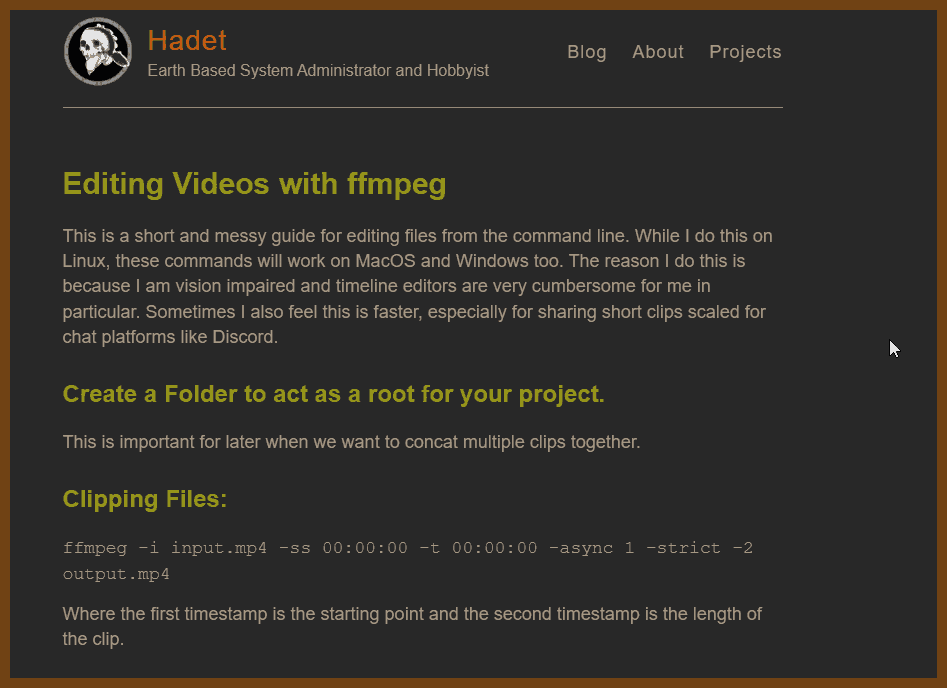 Hadet
Earth Based System Administrator and Hobbyist
Blog About Projects
Editing Videos with ffmpeg
This is a short and messy guide for editing files from the command line. While I do this on
Linux, these commands will work on MacOS and Windows too. The reason I do this is
because I am vision impaired and timeline editors are very cumbersome for me in
particular. Sometimes I also feel this is faster, especially for sharing short clips scaled for
chat platforms like Discord.
Create a Folder to act as a root for your project.
This is important for later when we want to concat multiple clips together.
Clipping Files:
ffmpeg -i input.mp4 -ss 00:00:00 -t 00:00:00 -async 1 -strict -2
output.mp4
Where the first timestamp is the starting point and the second timestamp is the length of
the clip.